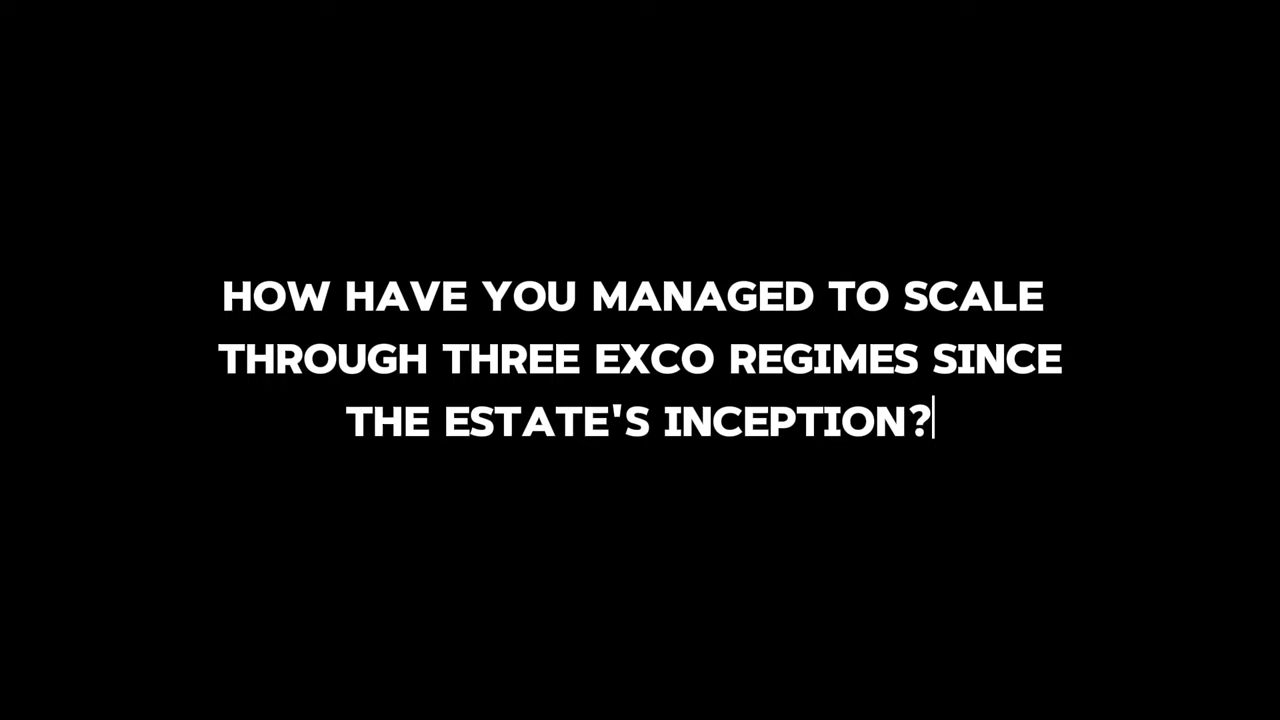 HOW HAVE YOU MANAGED TO SCALE
THROUGH THREE EXCO REGIMES SINCE
THE ESTATE'S INCEPTION?